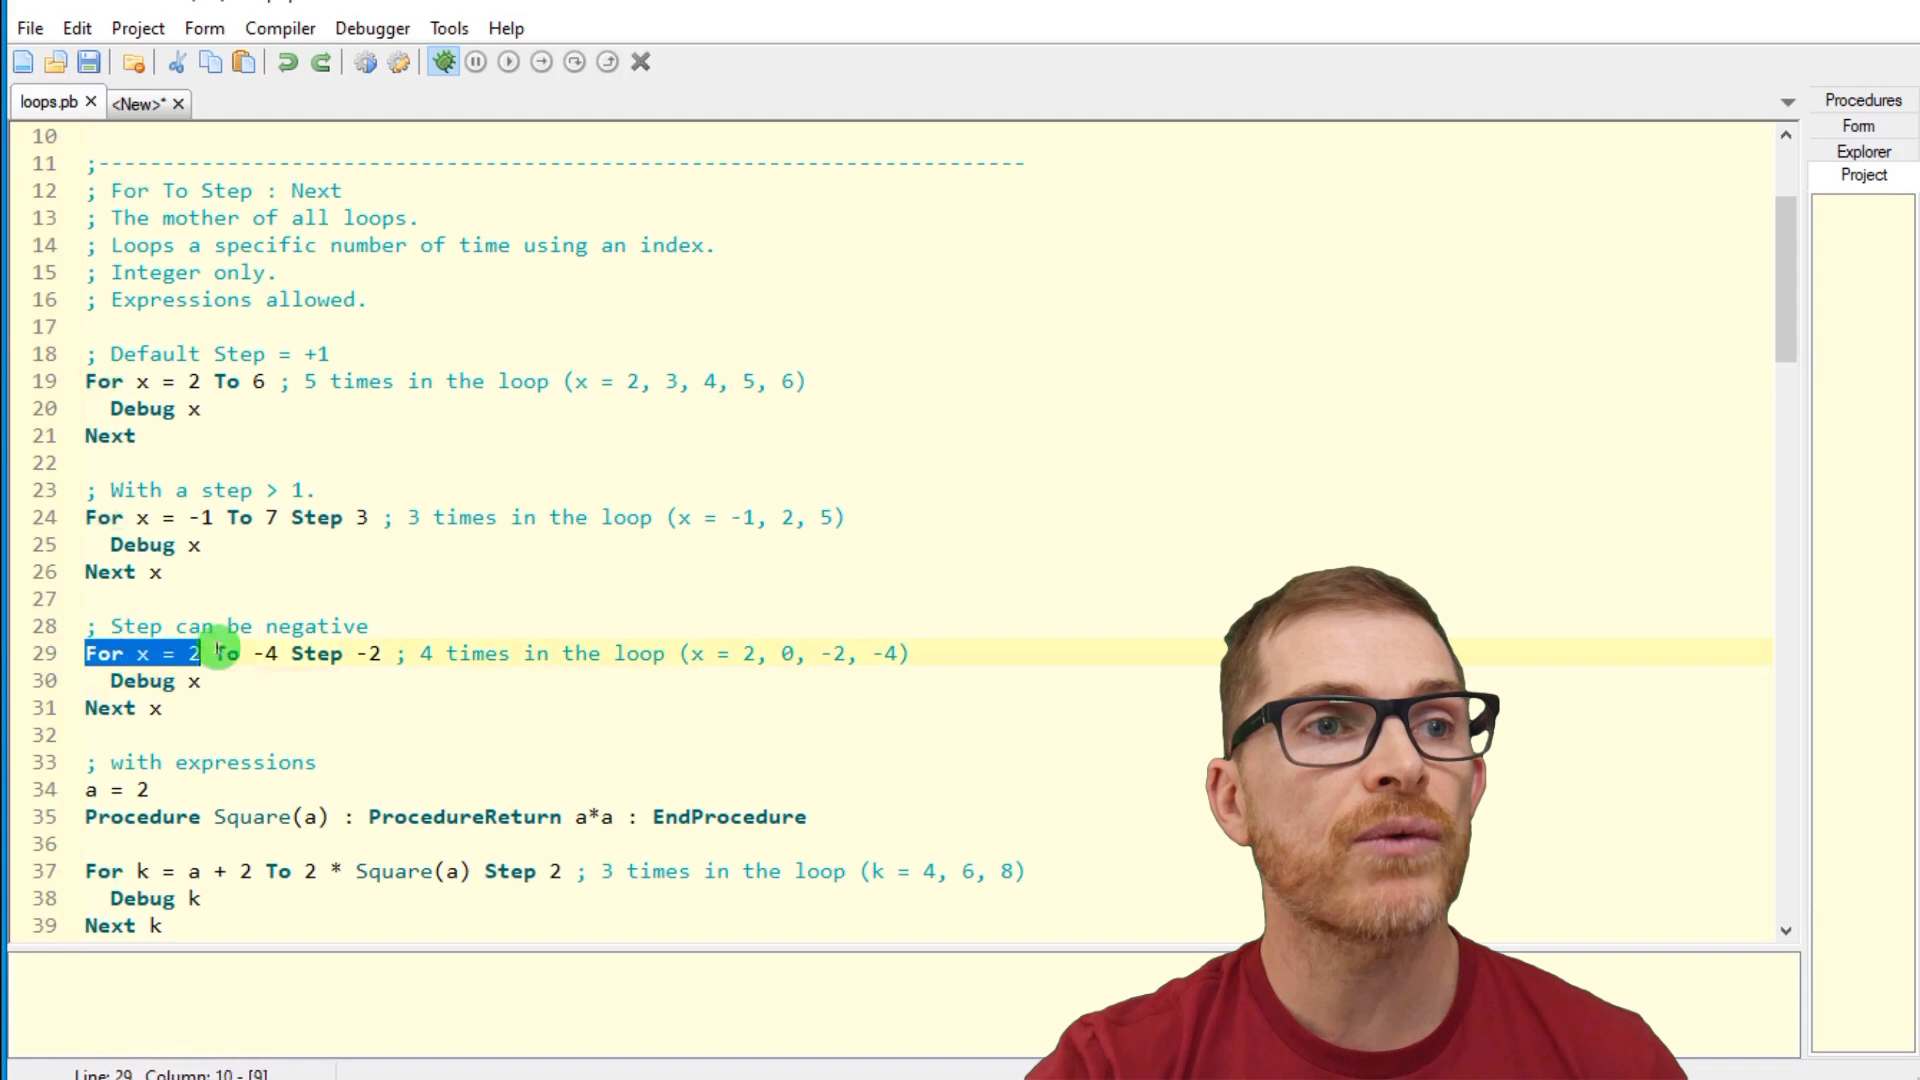 File Edit Project Form Compiler Debugger Tools Help
loops.pb <New>*
Procedures
Form
Explorer
Project
10
11 ;------------------------------------------------------------------------
12 ; For To Step : Next
13 ; The mother of all loops.
14 ; Loops a specific number of time using an index.
15 ; Integer only.
16 ; Expressions allowed.
17
18 ; Default Step = +1
19 For x = 2 To 6 ; 5 times in the loop (x = 2, 3, 4, 5, 6)
20 Debug x
21 Next
22
23 ; With a step > 1.
24 For x = -1 To 7 Step 3 ; 3 times in the loop (x = -1, 2, 5)
25 Debug x
26 Next x
27
28 ; Step can be negative
29 For x = 2 To -4 Step -2 ; 4 times in the loop (x = 2, 0, -2, -4)
30 Debug x
31 Next x
32
33 ; with expressions
34 a = 2
35 Procedure Square(a) : ProcedureReturn a*a : EndProcedure
36
37 For k = a + 2 To 2 * Square(a) Step 2 ; 3 times in the loop (k = 4, 6, 8)
38 Debug k
39 Next k
Line: 29 Column: 10 - [9]